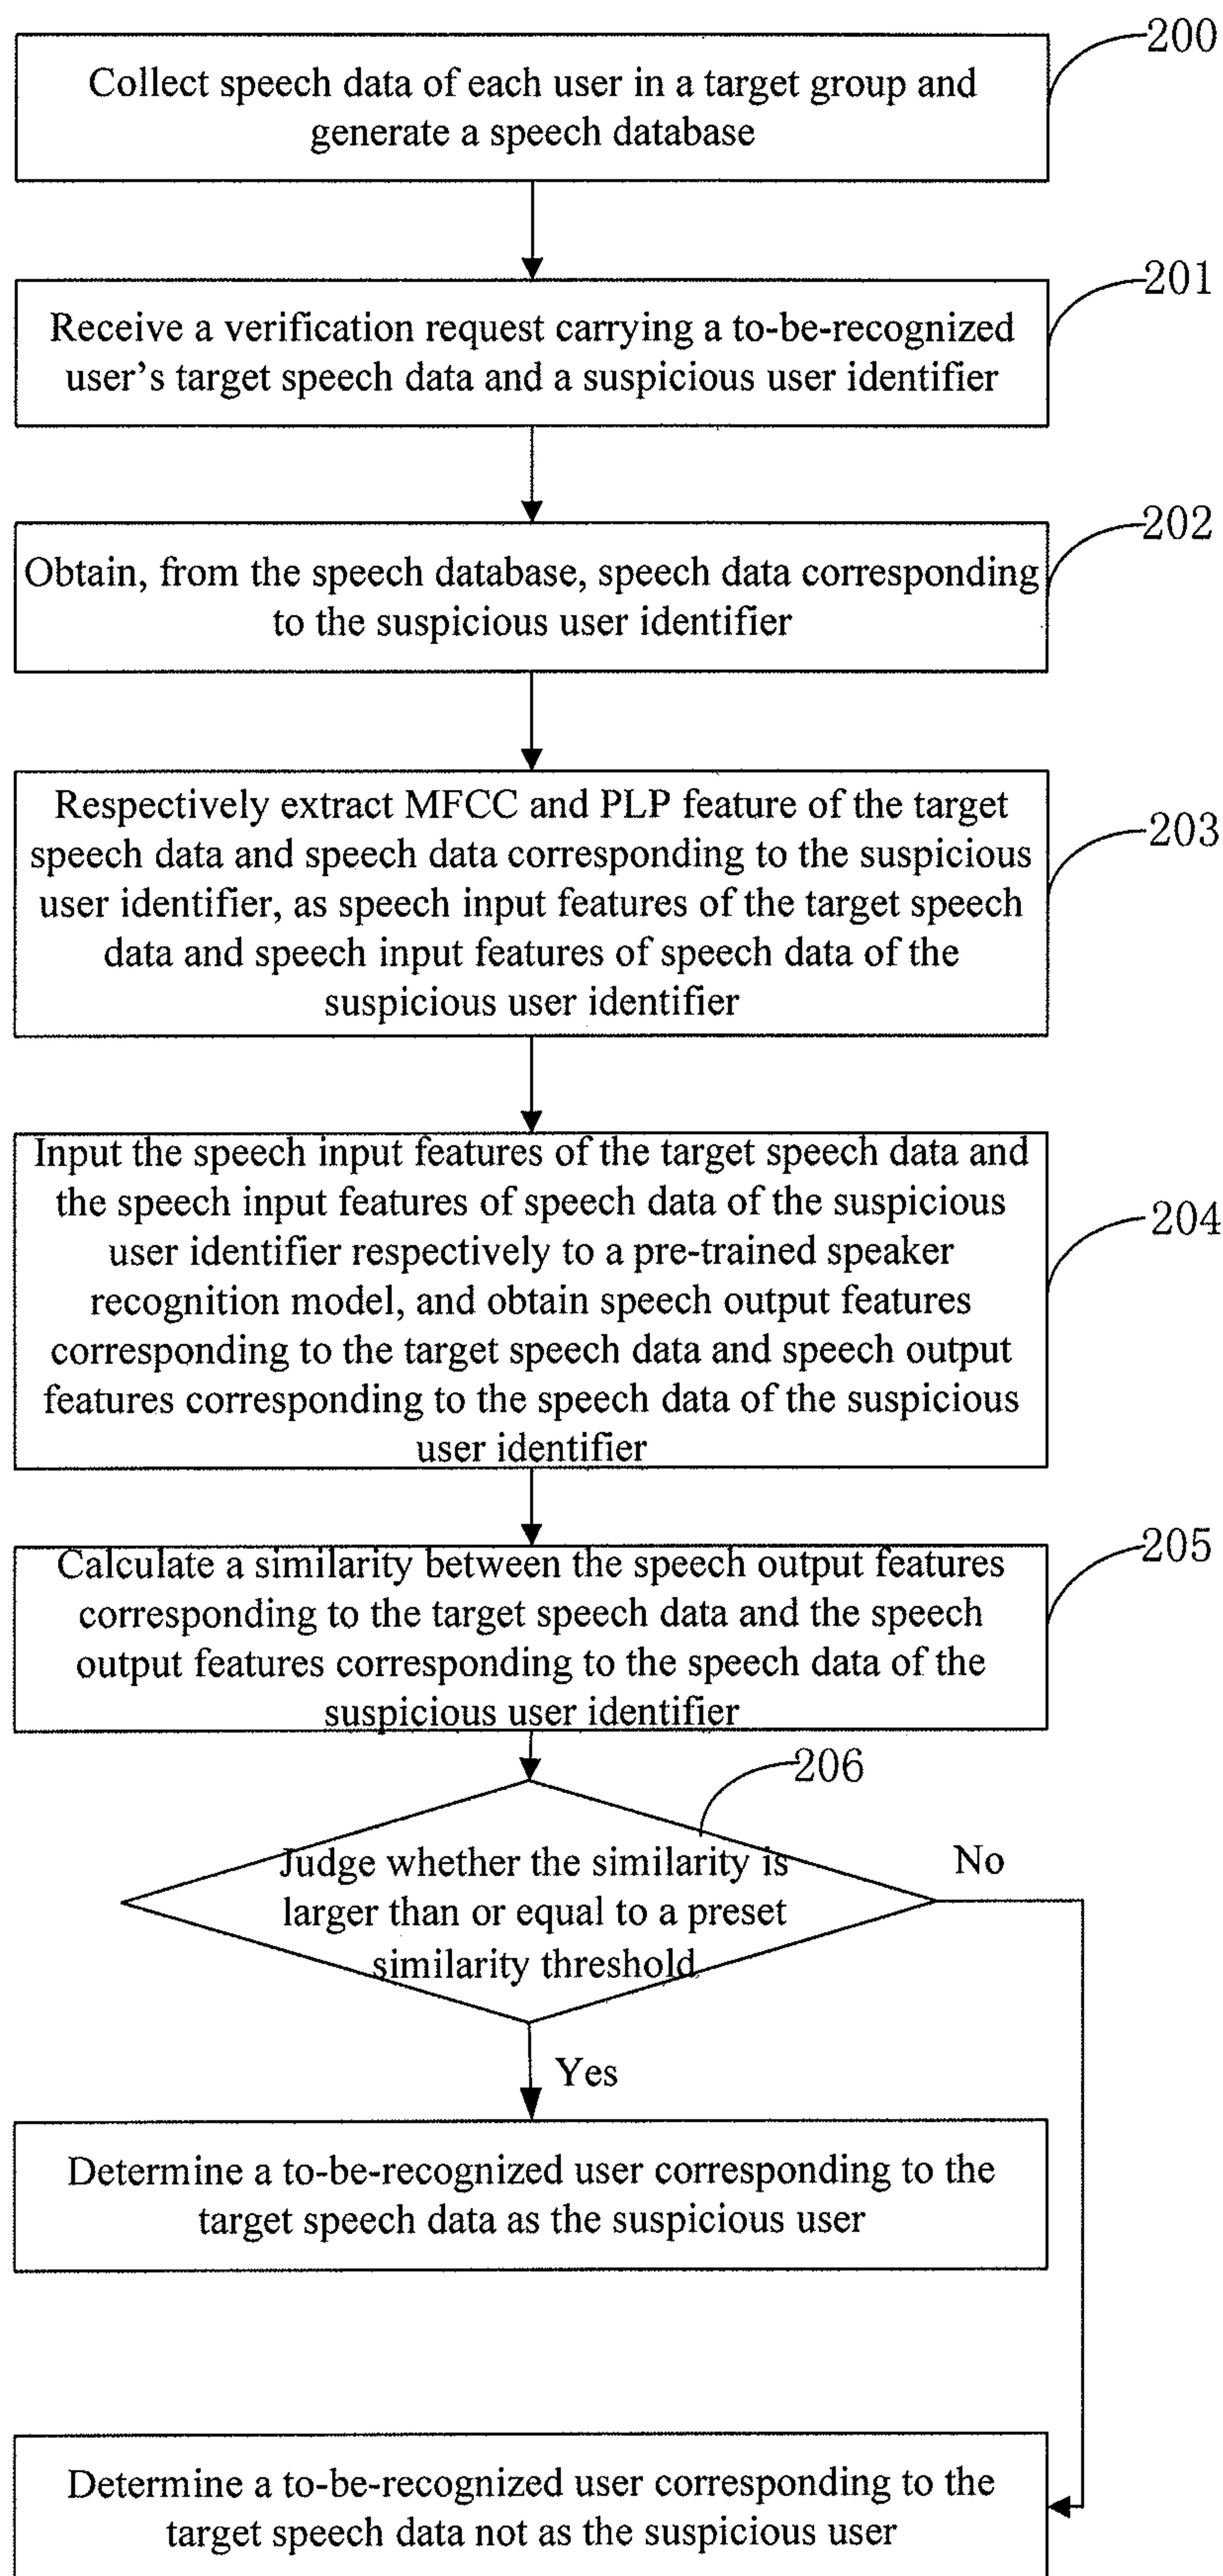 200
Collect speech data of each user in a target group and
generate a speech database
201
Receive a verification request carrying a to-be-recognized
user’s target speech data and a suspicious user identifier
202
Obtain, from the speech database, speech data corresponding
to the suspicious user identifier
203
Respectively extract MFCC and PLP feature of the target
speech data and speech data corresponding to the suspicious
user identifier, as speech input features of the target speech
data and speech input features of speech data of the
suspicious user identifier
204
Input the speech input features of the target speech data and
the speech input features of speech data of the suspicious
user identifier respectively to a pre-trained speaker
recognition model, and obtain speech output features
corresponding to the target speech data and speech output
features corresponding to the speech data of the suspicious
user identifier
205
Calculate a similarity between the speech output features
corresponding to the target speech data and the speech
output features corresponding to the speech data of the
suspicious user identifier
206
Judge whether the similarity is
larger than or equal to a preset
similarity threshold
No
Yes
Determine a to-be-recognized user corresponding to the
target speech data as the suspicious user
Determine a to-be-recognized user corresponding to the
target speech data not as the suspicious user